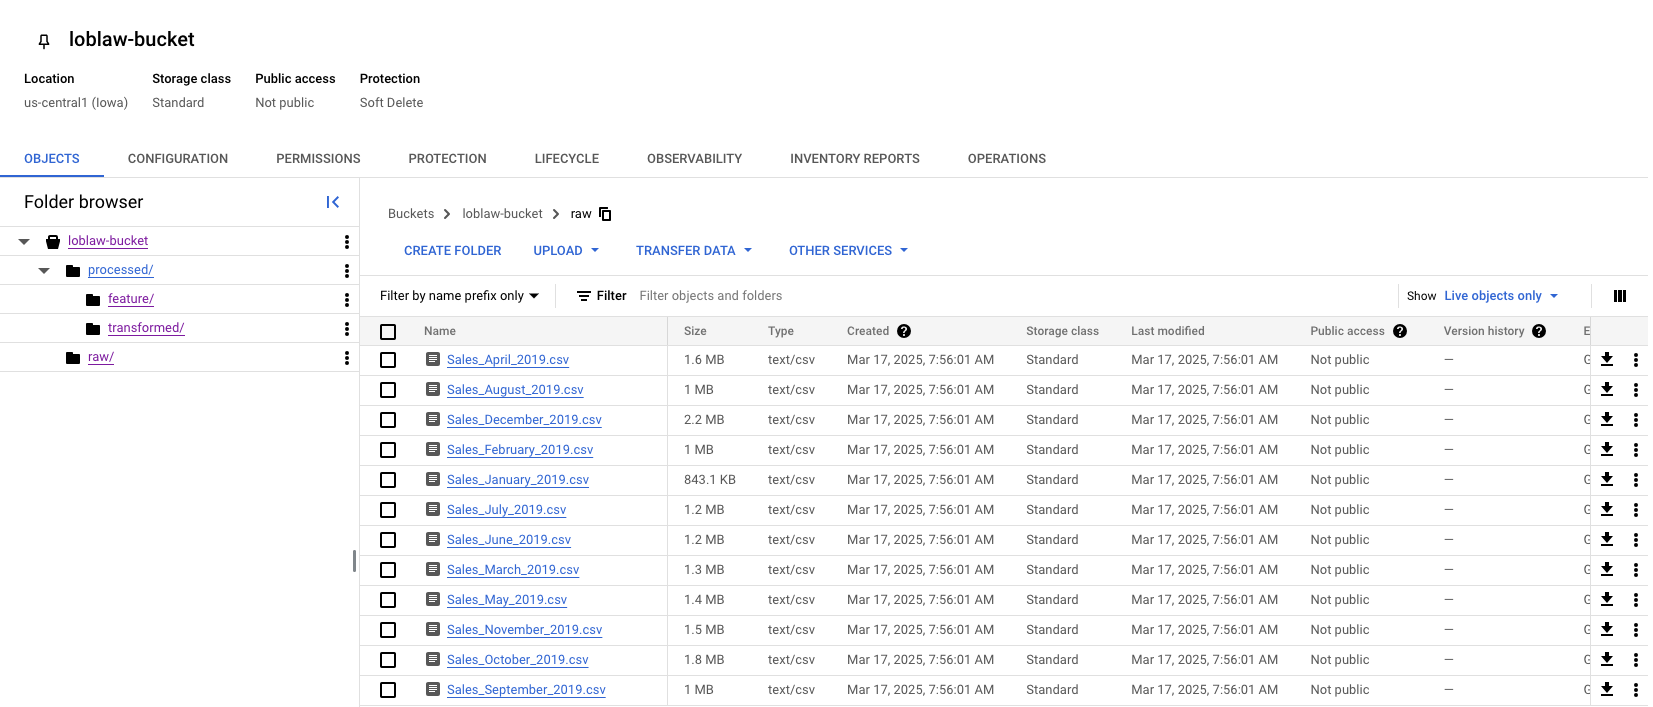 loblaw-bucket
Location Storage class Public access Protection
us-central1 (Iowa) Standard Not public Soft Delete
OBJECTS CONFIGURATION PERMISSIONS PROTECTION LIFECYCLE OBSERVABILITY INVENTORY REPORTS OPERATIONS
Folder browser
loblaw-bucket
processed/
feature/
transformed/
raw/
Buckets loblaw-bucket raw
CREATE FOLDER UPLOAD TRANSFER DATA OTHER SERVICES
Filter by name prefix only Filter Filter objects and folders Show Live objects only
Name Size Type Created Storage class Last modified Public access Version history E
Sales_April_2019.csv 1.6 MB text/csv Mar 17, 2025, 7:56:01 AM Standard Mar 17, 2025, 7:56:01 AM Not public — G
Sales_August_2019.csv 1 MB text/csv Mar 17, 2025, 7:56:01 AM Standard Mar 17, 2025, 7:56:01 AM Not public — G
Sales_December_2019.csv 2.2 MB text/csv Mar 17, 2025, 7:56:01 AM Standard Mar 17, 2025, 7:56:01 AM Not public — G
Sales_February_2019.csv 1 MB text/csv Mar 17, 2025, 7:56:01 AM Standard Mar 17, 2025, 7:56:01 AM Not public — G
Sales_January_2019.csv 843.1 KB text/csv Mar 17, 2025, 7:56:01 AM Standard Mar 17, 2025, 7:56:01 AM Not public — G
Sales_July_2019.csv 1.2 MB text/csv Mar 17, 2025, 7:56:01 AM Standard Mar 17, 2025, 7:56:01 AM Not public — G
Sales_June_2019.csv 1.2 MB text/csv Mar 17, 2025, 7:56:01 AM Standard Mar 17, 2025, 7:56:01 AM Not public — G
Sales_March_2019.csv 1.3 MB text/csv Mar 17, 2025, 7:56:01 AM Standard Mar 17, 2025, 7:56:01 AM Not public — G
Sales_May_2019.csv 1.4 MB text/csv Mar 17, 2025, 7:56:01 AM Standard Mar 17, 2025, 7:56:01 AM Not public — G
Sales_November_2019.csv 1.5 MB text/csv Mar 17, 2025, 7:56:01 AM Standard Mar 17, 2025, 7:56:01 AM Not public — G
Sales_October_2019.csv 1.8 MB text/csv Mar 17, 2025, 7:56:01 AM Standard Mar 17, 2025, 7:56:01 AM Not public — G
Sales_September_2019.csv 1 MB text/csv Mar 17, 2025, 7:56:01 AM Standard Mar 17, 2025, 7:56:01 AM Not public — G